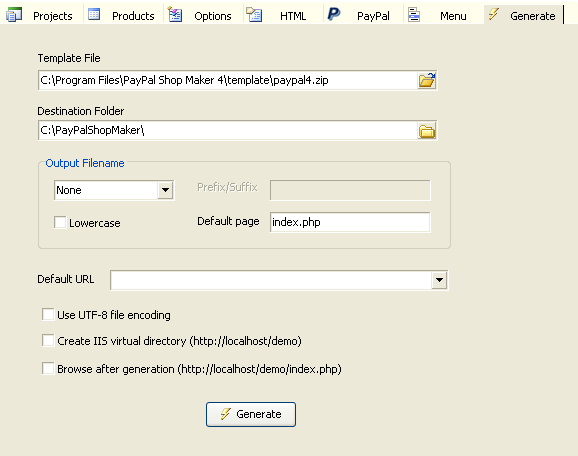 Projects Products Options HTML PayPal Menu Generate
Template File
C:\Program Files\PayPal Shop Maker 4\template\paypal4.zip
Destination Folder
C:\PayPalShopMaker\
Output Filename
None Prefix/Suffix
Lowercase Default page index.php
Default URL
Use UTF-8 file encoding
Create IIS virtual directory (http://localhost/demo)
Browse after generation (http://localhost/demo/index.php)
Generate